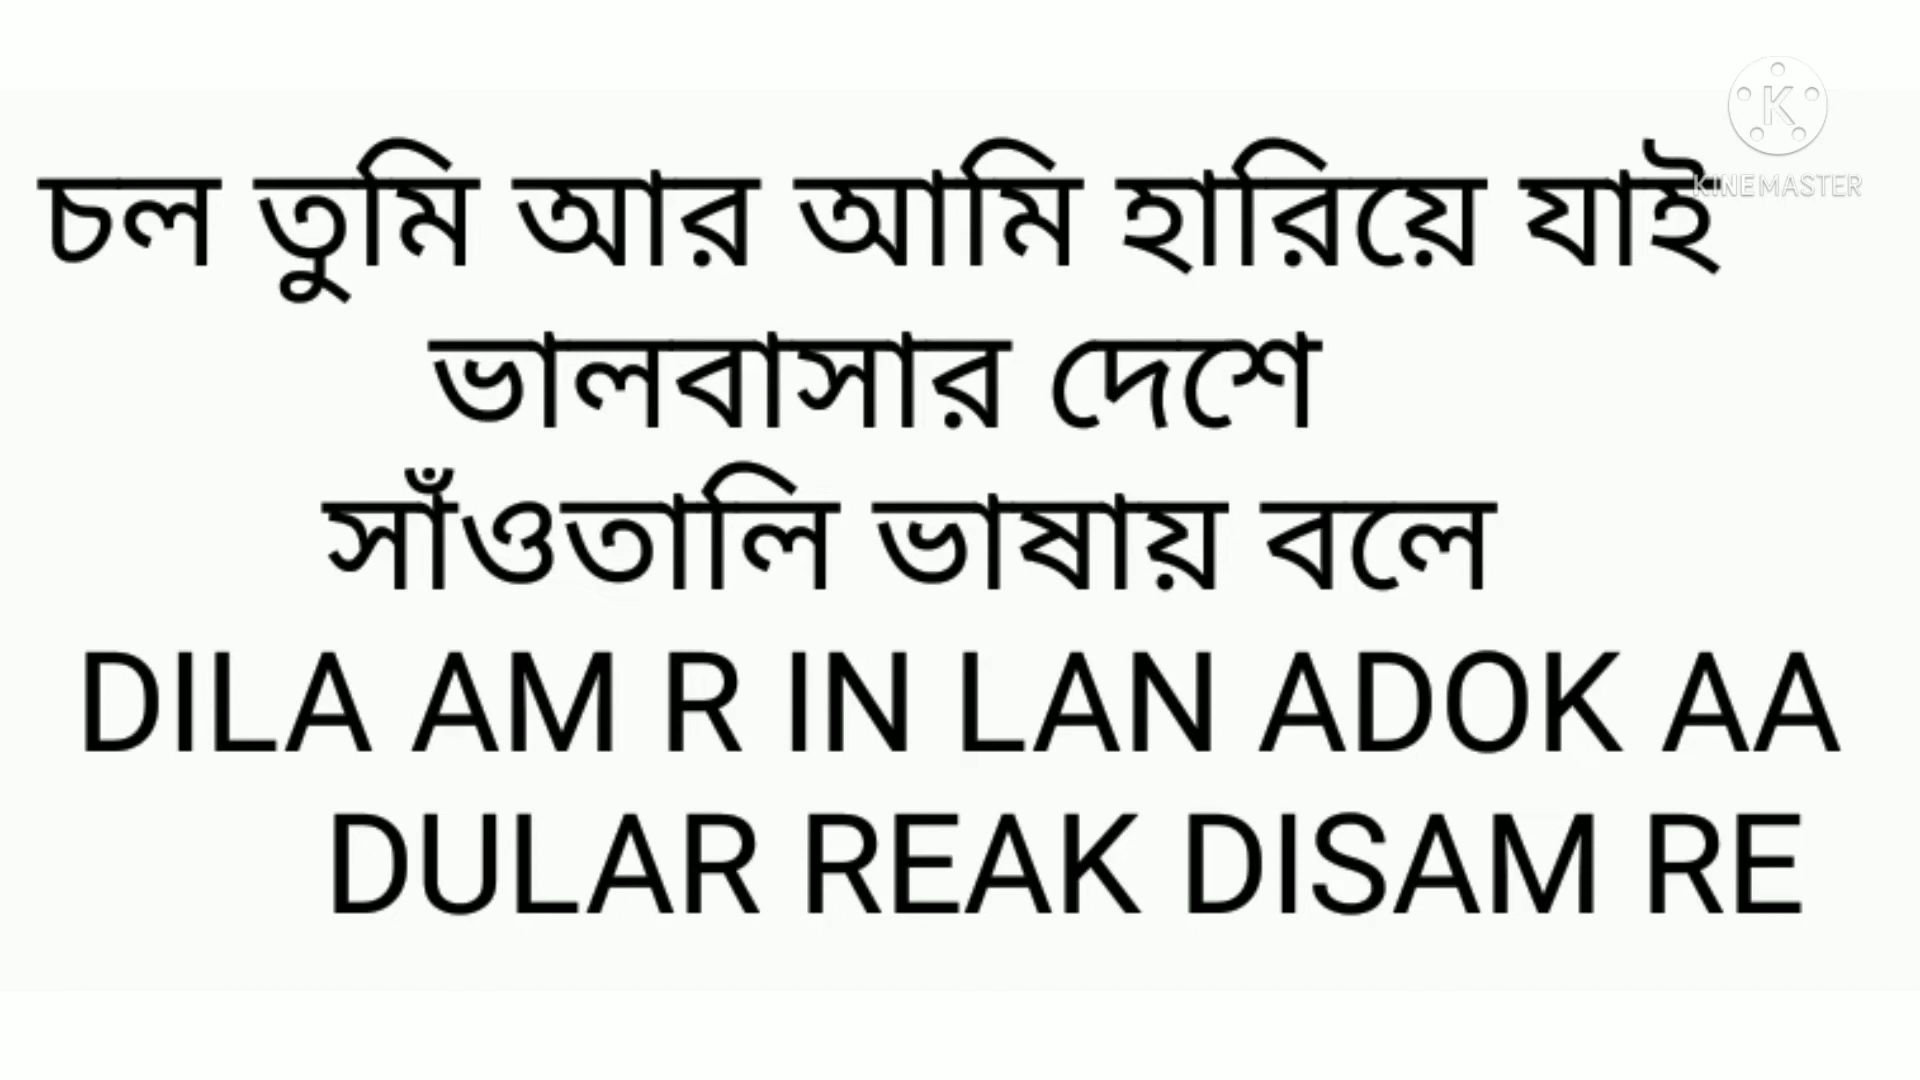 চল তুমি আর আমি হারিয়ে যাই
ভালবাসার দেশে
সাঁওতালি ভাষায় বলে
DILA AM R IN LAN ADOK AA
DULAR REAK DISAM RE
K
KINEMASTER